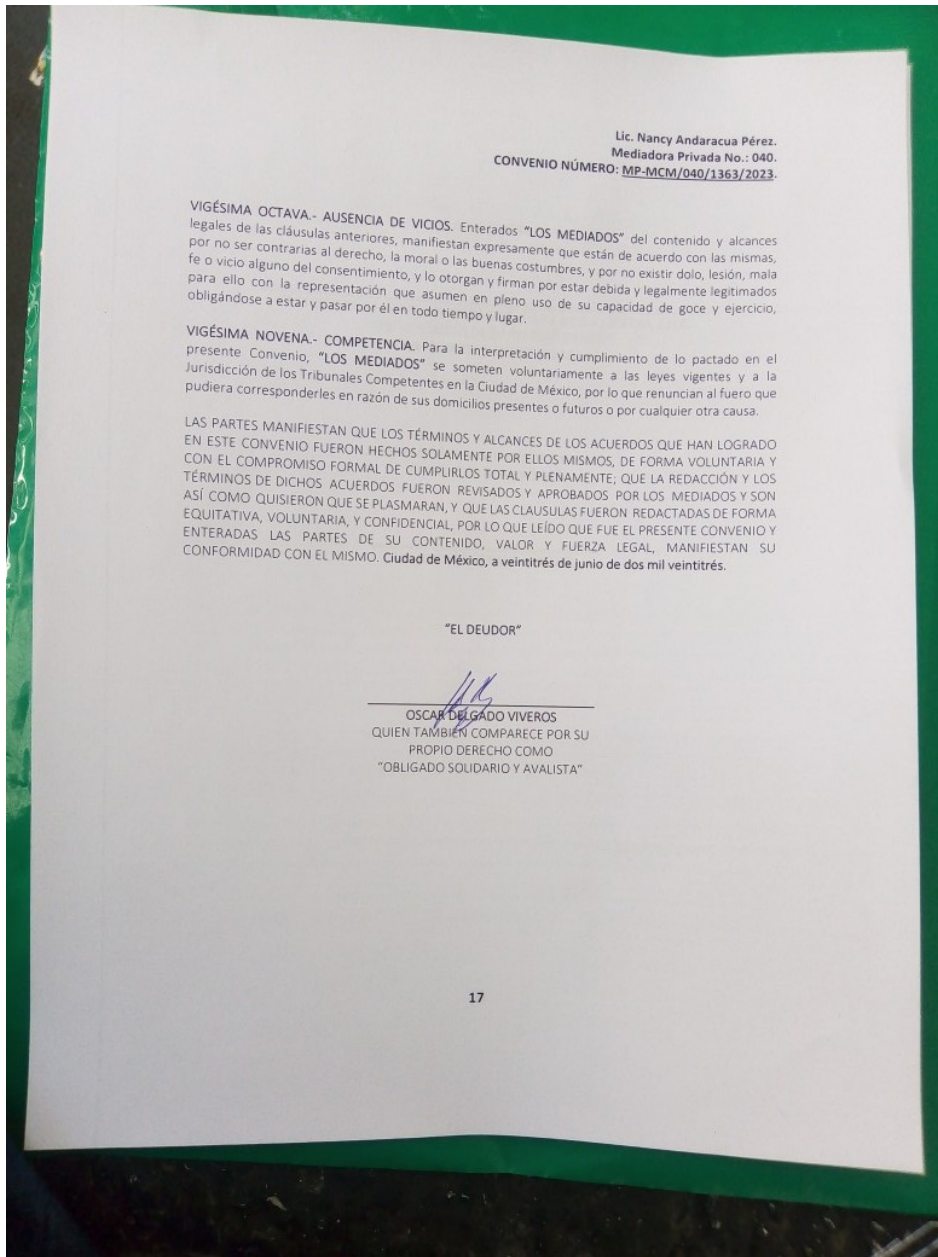 Lic. Nancy Andaracua Pérez.
Mediadora Privada No.: 040.
CONVENIO NÚMERO: MP-MCM/040/1363/2023.
VIGÉSIMA OCTAVA.- AUSENCIA DE VICIOS. Enterados "LOS MEDIADOS" del contenido y alcances
legales de las cláusulas anteriores, manifiestan expresamente que están de acuerdo con las mismas,
por no ser contrarias al derecho, la moral o las buenas costumbres, y por no existir dolo, lesión, mala
fe o vicio alguno del consentimiento, y lo otorgan y firman por estar debida y legalmente legitimados
para ello con la representación que asumen en pleno uso de su capacidad de goce y ejercicio,
obligándose a estar y pasar por él en todo tiempo y lugar.
VIGÉSIMA NOVENA.- COMPETENCIA. Para la interpretación y cumplimiento de lo pactado en el
presente Convenio, "LOS MEDIADOS" se someten voluntariamente a las leyes vigentes y a la
Jurisdicción de los Tribunales Competentes en la Ciudad de México, por lo que renuncian al fuero que
pudiera corresponderles en razón de sus domicilios presentes o futuros o por cualquier otra causa.
LAS PARTES MANIFIESTAN QUE LOS TÉRMINOS Y ALCANCES DE LOS ACUERDOS QUE HAN LOGRADO
EN ESTE CONVENIO FUERON HECHOS SOLAMENTE POR ELLOS MISMOS, DE FORMA VOLUNTARIA Y
CON EL COMPROMISO FORMAL DE CUMPLIRLOS TOTAL Y PLENAMENTE; QUE LA REDACCIÓN Y LOS
TÉRMINOS DE DICHOS ACUERDOS FUERON REVISADOS Y APROBADOS POR LOS MEDIADOS Y SON
ASÍ COMO QUISIERON QUE SE PLASMARAN, Y QUE LAS CLAUSULAS FUERON REDACTADAS DE FORMA
EQUITATIVA, VOLUNTARIA, Y CONFIDENCIAL, POR LO QUE LEÍDO QUE FUE EL PRESENTE CONVENIO Y
ENTERADAS LAS PARTES DE SU CONTENIDO, VALOR Y FUERZA LEGAL, MANIFIESTAN SU
CONFORMIDAD CON EL MISMO. Ciudad de México, a veintitrés de junio de dos mil veintitrés.
"EL DEUDOR"
OSCAR DELGADO VIVEROS
QUIEN TAMBIÉN COMPARECE POR SU
PROPIO DERECHO COMO
"OBLIGADO SOLIDARIO Y AVALISTA"
17